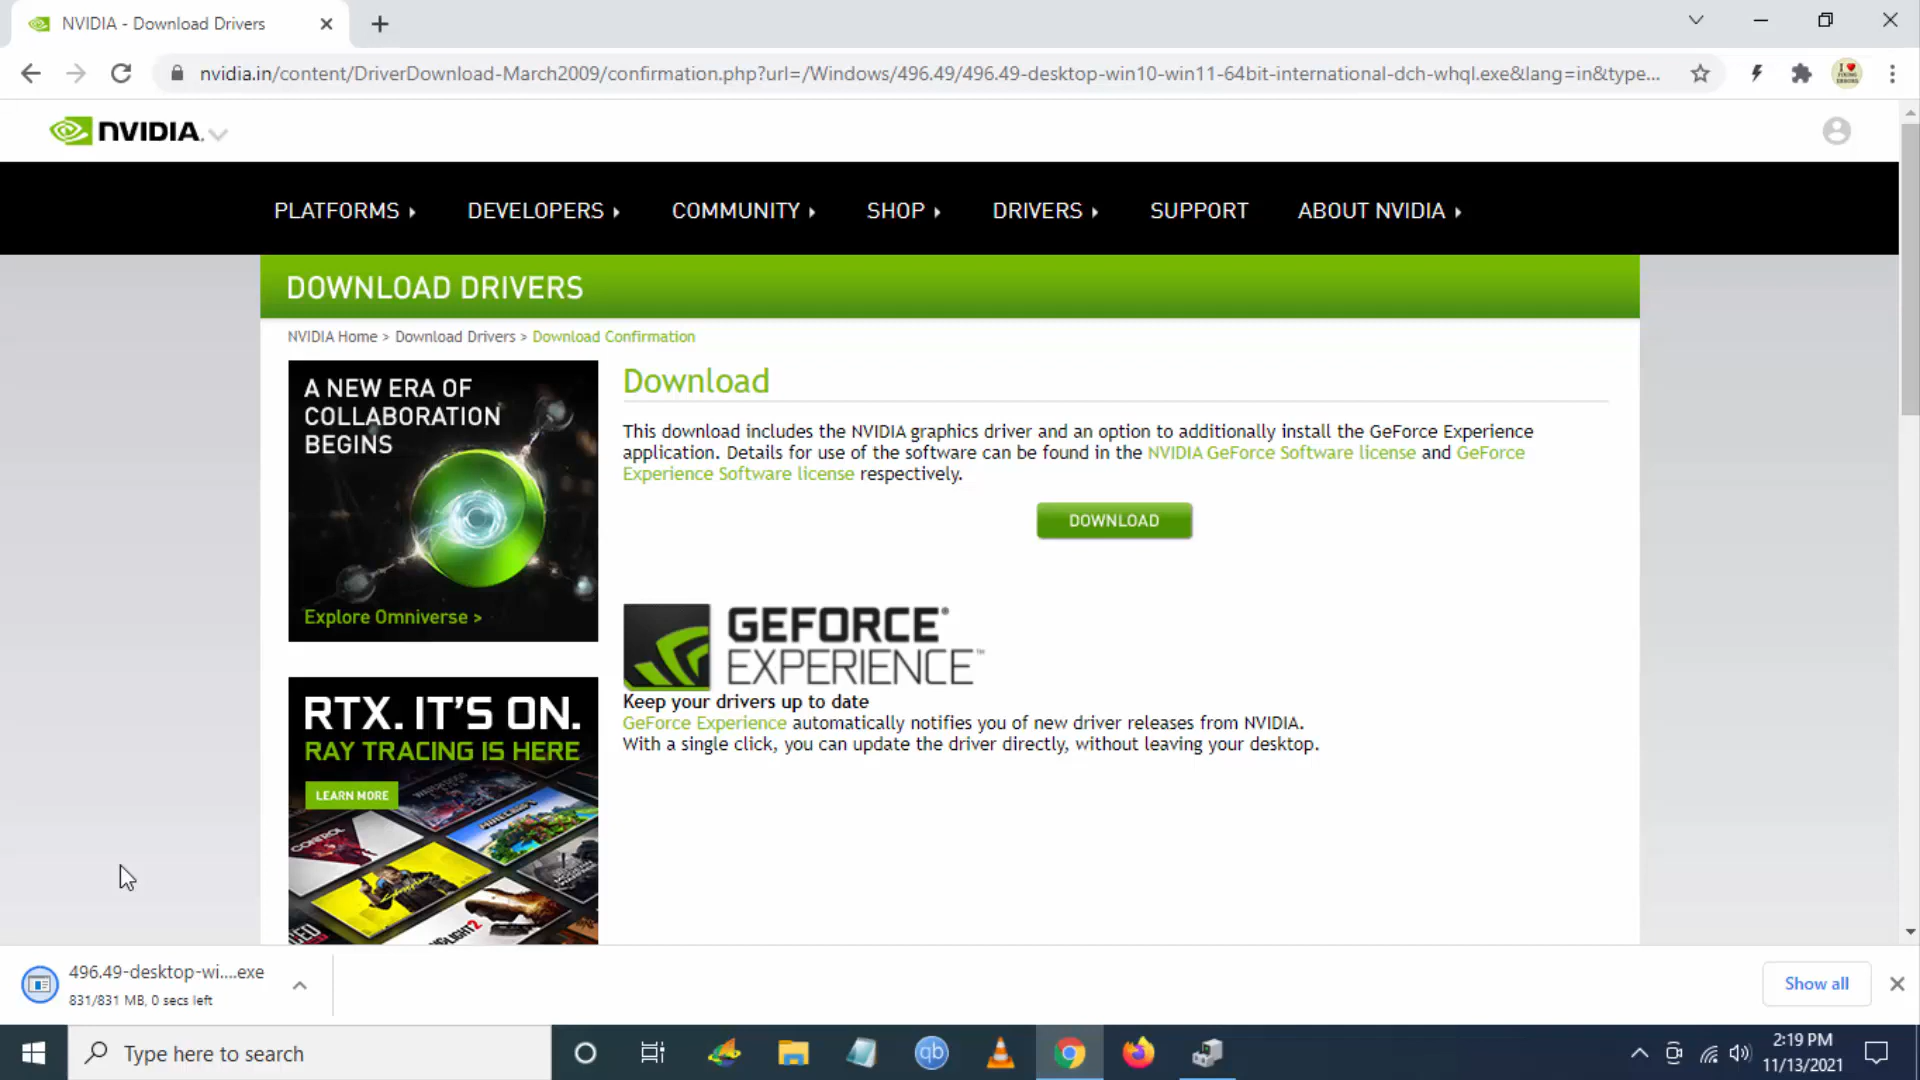 NVIDIA - Download Drivers
nvidia.in/content/DriverDownload-March2009/confirmation.php?url=/Windows/496.49/496.49-desktop-win10-win11-64bit-international-dch-whql.exe&lang=in&type...
NVIDIA.
PLATFORMS
DEVELOPERS
COMMUNITY
SHOP
DRIVERS
SUPPORT
ABOUT NVIDIA
DOWNLOAD DRIVERS
NVIDIA Home > Download Drivers > Download Confirmation
A NEW ERA OF
COLLABORATION
BEGINS
Explore Omniverse >
RTX. IT'S ON.
RAY TRACING IS HERE
LEARN MORE
CONTROL
MINECRAFT
Download
This download includes the NVIDIA graphics driver and an option to additionally install the GeForce Experience
application. Details for use of the software can be found in the NVIDIA GeForce Software license and GeForce
Experience Software license respectively.
DOWNLOAD
GEFORCE®
EXPERIENCE™
Keep your drivers up to date
GeForce Experience automatically notifies you of new driver releases from NVIDIA.
With a single click, you can update the driver directly, without leaving your desktop.
496.49-desktop-wi....exe
831/831 MB, 0 secs left
Show all
Type here to search
qb
2:19 PM
11/13/2021